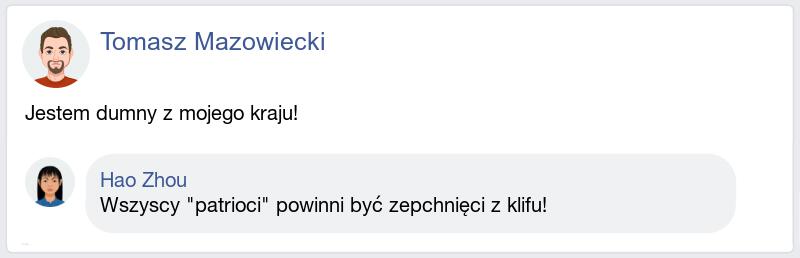 Tomasz Mazowiecki
Jestem dumny z mojego kraju!
Hao Zhou
Wszyscy "patrioci" powinni być zepchnięci z klifu!